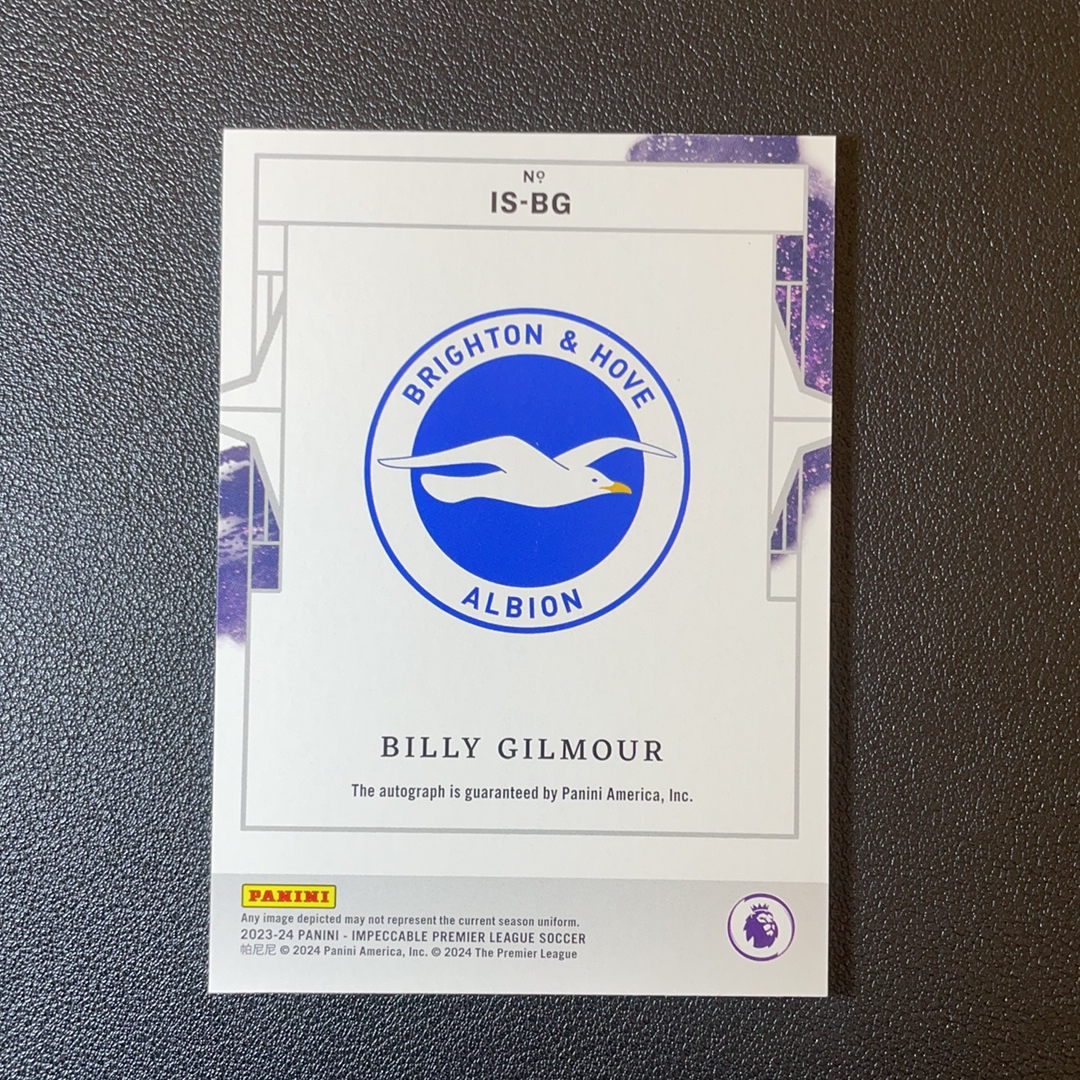 Nº
IS-BG
BRIGHTON & HOVE
ALBION
BILLY GILMOUR
The autograph is guaranteed by Panini America, Inc.
PANINI
Any image depicted may not represent the current season uniform.
2023-24 PANINI - IMPECCABLE PREMIER LEAGUE SOCCER
帕尼尼 © 2024 Panini America, Inc. © 2024 The Premier League